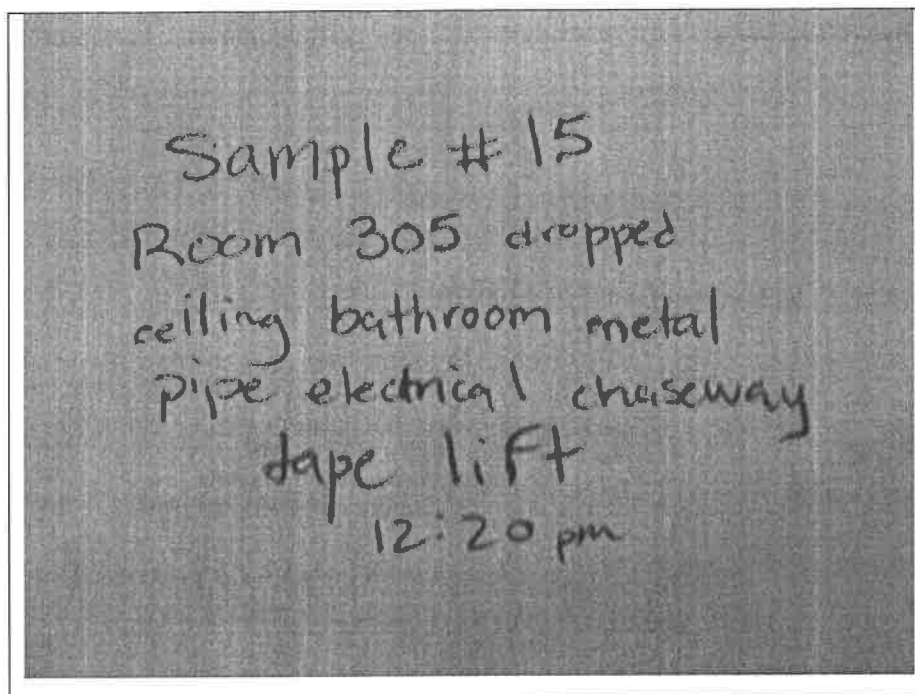 Sample # 15
Room 305 dropped
ceiling bathroom metal
pipe electrical chaseway
tape lift
12:20 pm